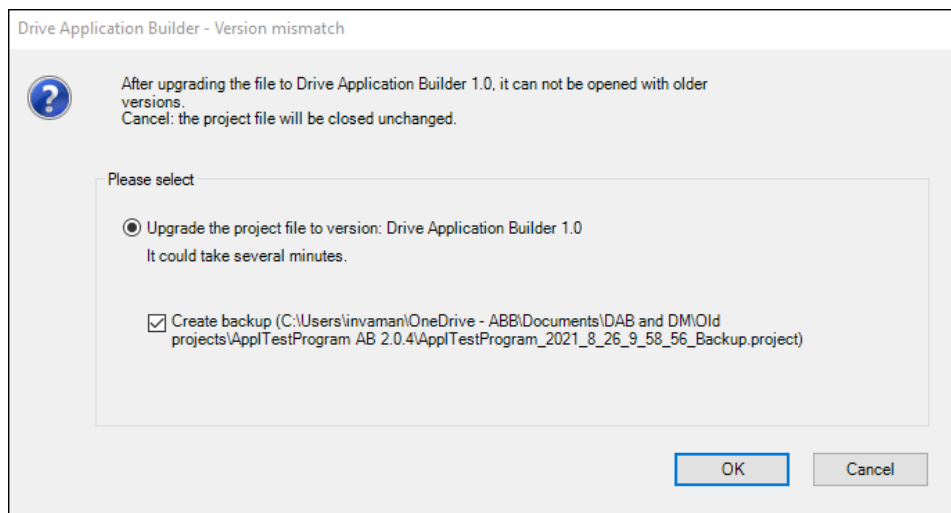 Drive Application Builder - Version mismatch
After upgrading the file to Drive Application Builder 1.0, it can not be opened with older
versions.
Cancel: the project file will be closed unchanged.
Please select
Upgrade the project file to version: Drive Application Builder 1.0
It could take several minutes.
Create backup (C:\Users\invaman\OneDrive - ABB\Documents\DAB and DM\Old
projects\ApplTestProgram AB 2.0.4\ApplTestProgram_2021_8_26_9_58_56_Backup.project)
OK
Cancel